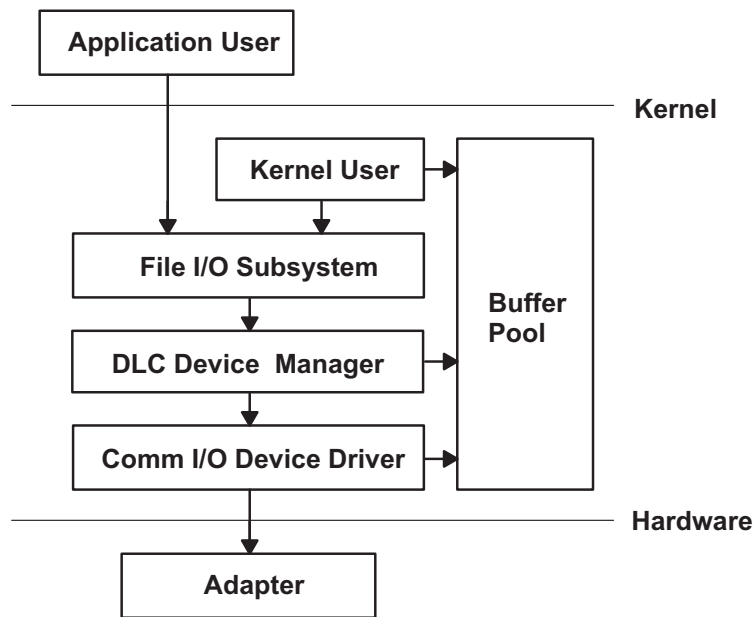 Application User
Kernel
Kernel User
File I/O Subsystem
Buffer
Pool
DLC Device Manager
Comm I/O Device Driver
Hardware
Adapter